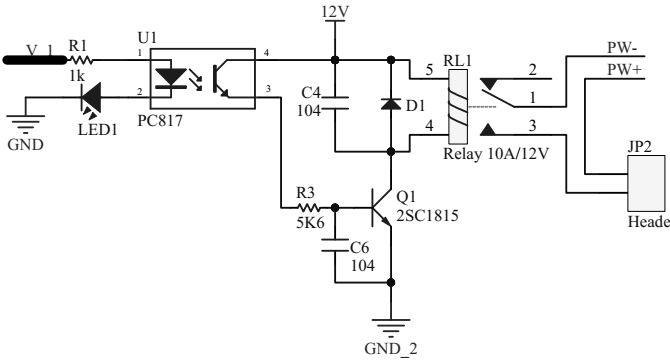 12V
V_1
R1
1k
U1
1
4
2
3
PC817
LED1
GND
C4
104
D1
RL1
5
4
2
1
3
Relay 10A/12V
PW-
PW+
JP2
Heade
R3
5K6
Q1
2SC1815
C6
104
GND_2